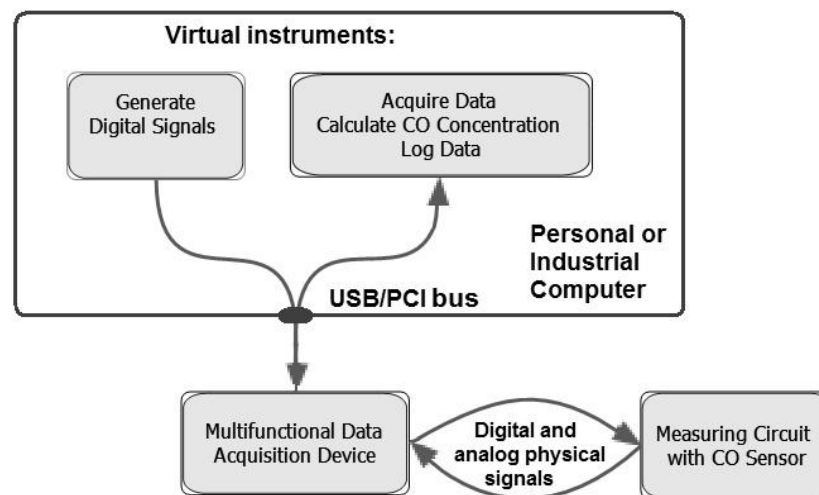 Virtual instruments:
Generate
Digital Signals
Acquire Data
Calculate CO Concentration
Log Data
Personal or
Industrial
Computer
USB/PCI bus
Multifunctional Data
Acquisition Device
Digital and
analog physical
signals
Measuring Circuit
with CO Sensor